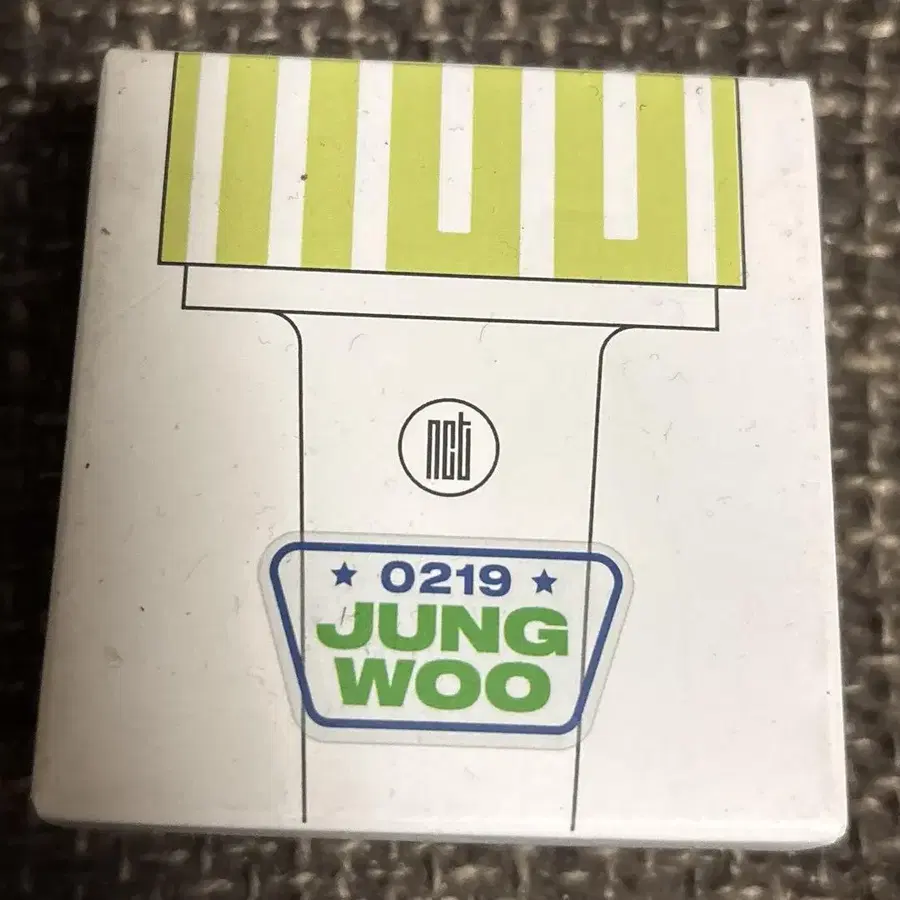 nct
★ 0219 ★
JUNG
WOO